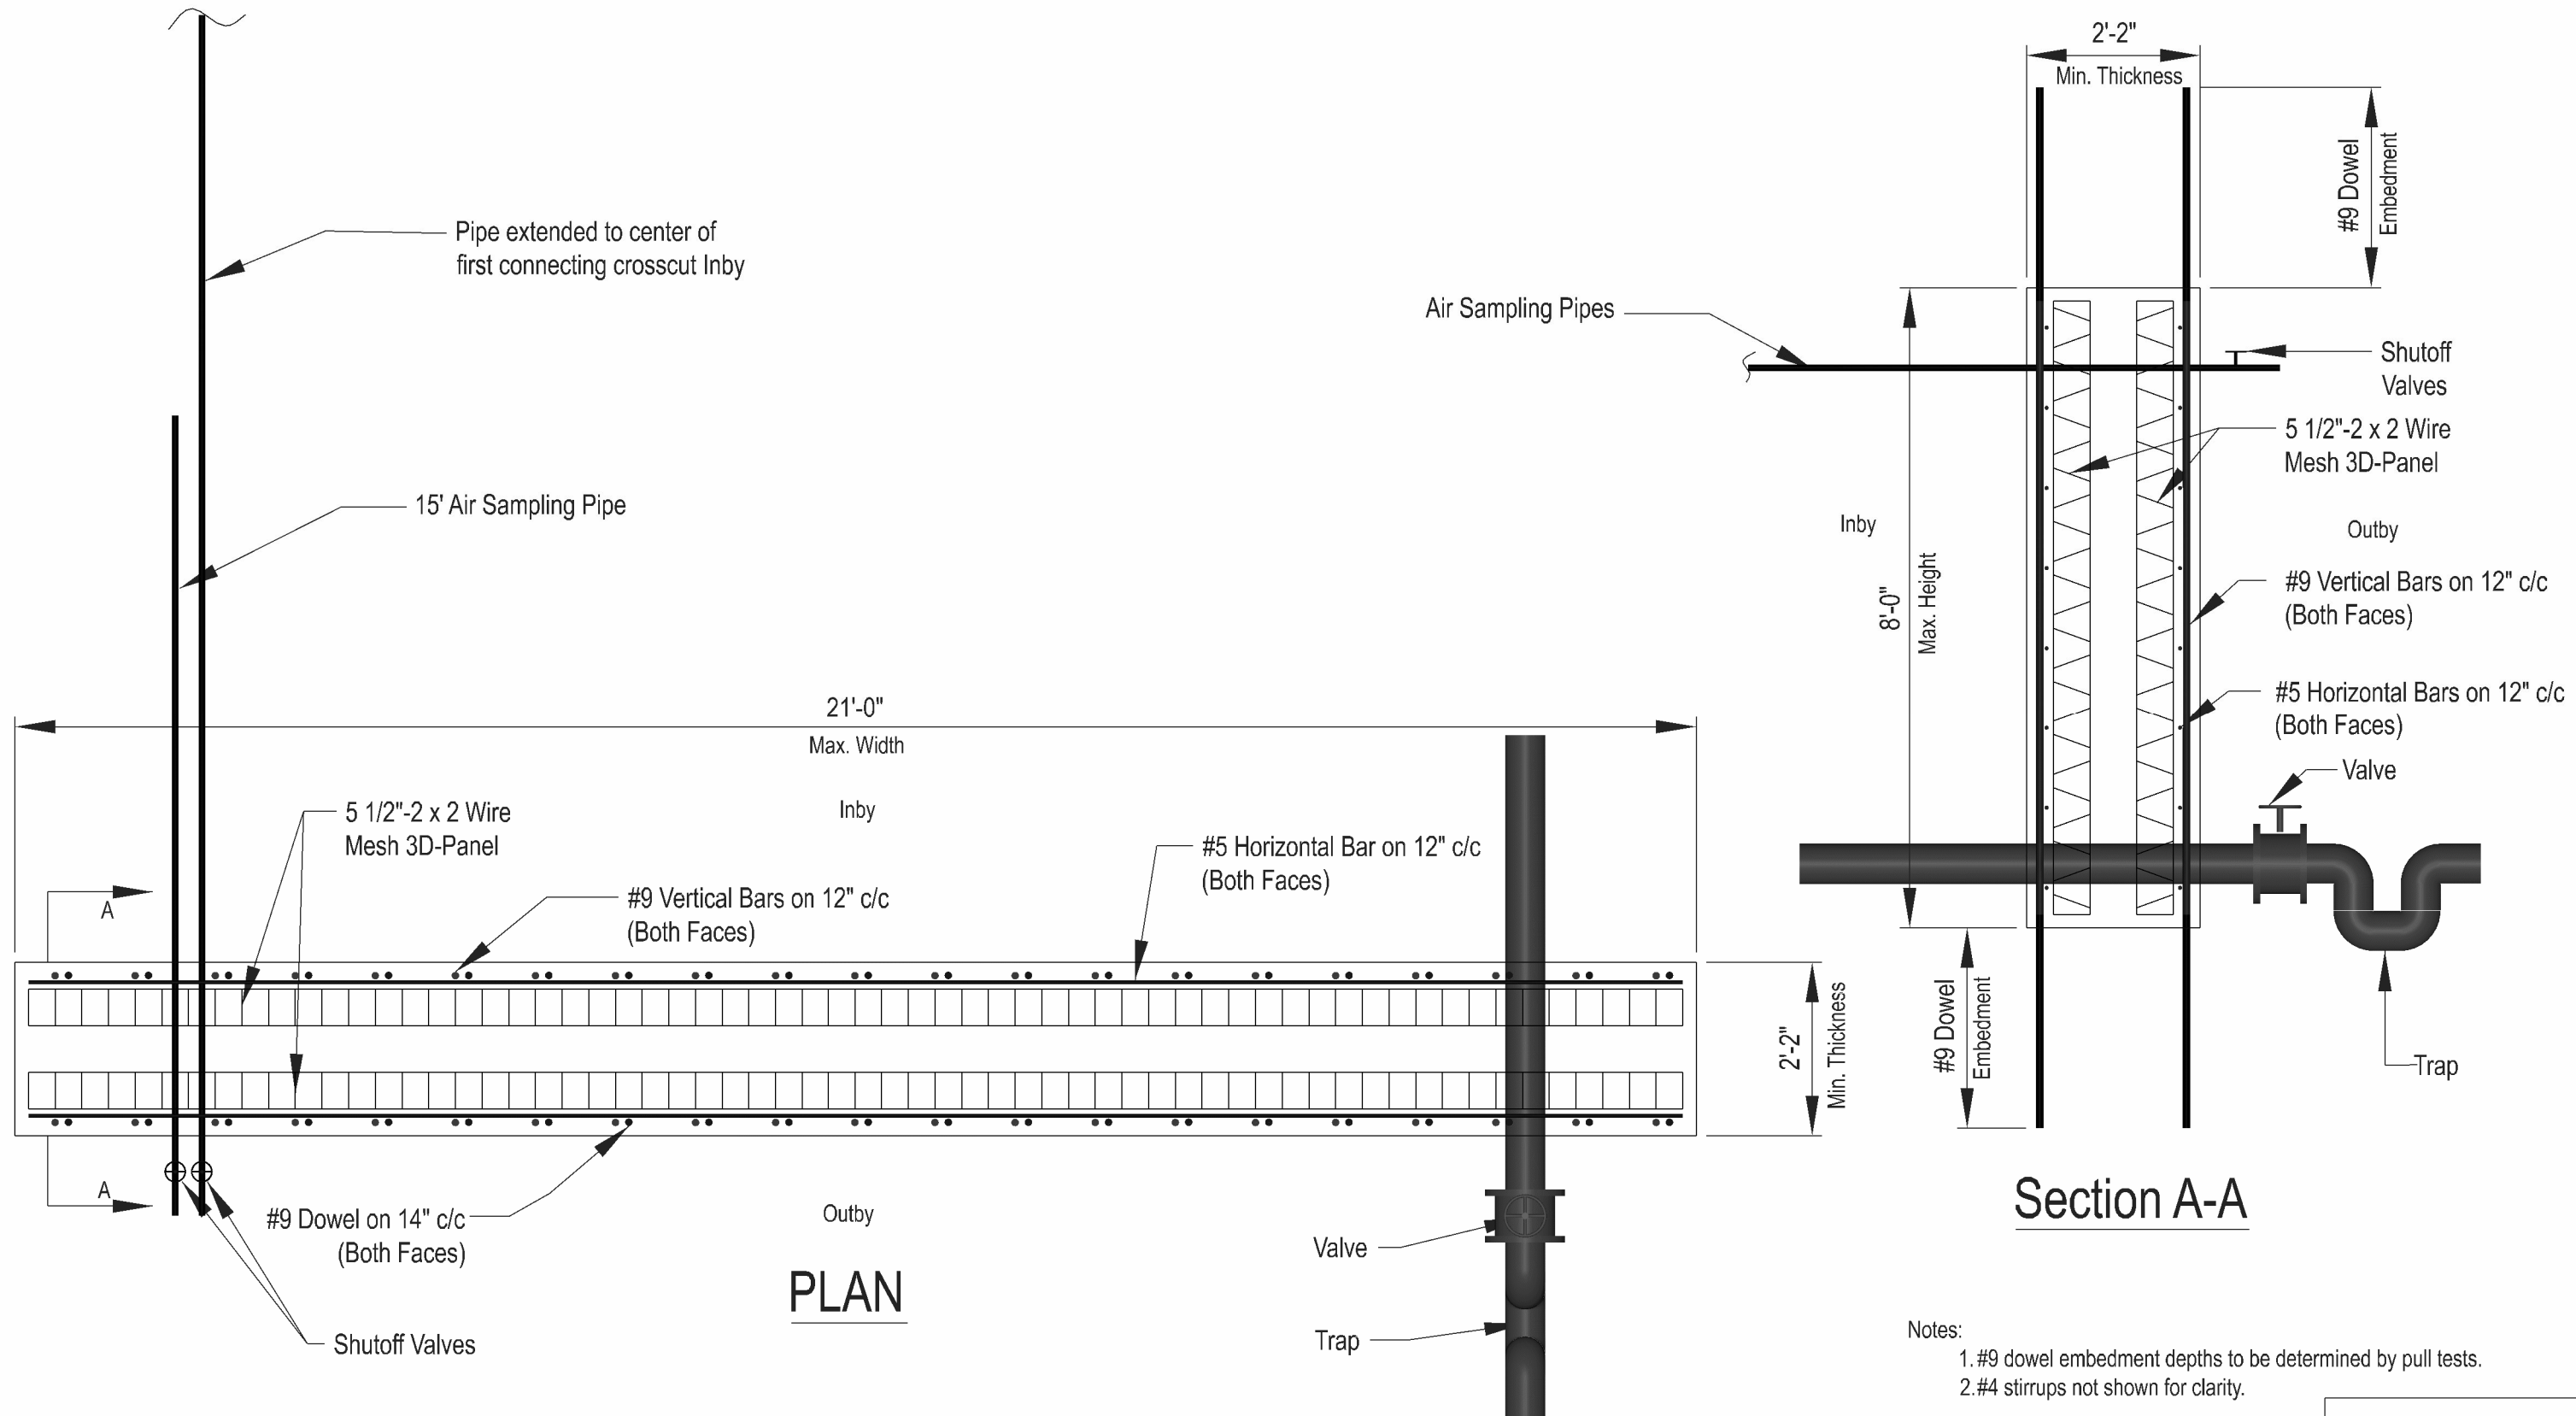 Pipe extended to center of
first connecting crosscut Inby
15' Air Sampling Pipe
21'-0"
Max. Width
Inby
5 1/2"-2 x 2 Wire
Mesh 3D-Panel
#9 Vertical Bars on 12" c/c
(Both Faces)
#5 Horizontal Bar on 12" c/c
(Both Faces)
A
A
2'-2"
Min. Thickness
#9 Dowel on 14" c/c
(Both Faces)
Outby
Shutoff Valves
Valve
Trap
PLAN
2'-2"
Min. Thickness
#9 Dowel
Embedment
Air Sampling Pipes
Shutoff
Valves
5 1/2"-2 x 2 Wire
Mesh 3D-Panel
Inby
Outby
8'-0"
Max. Height
#9 Vertical Bars on 12" c/c
(Both Faces)
#5 Horizontal Bars on 12" c/c
(Both Faces)
Valve
#9 Dowel
Embedment
Trap
Section A-A
Notes:
1. #9 dowel embedment depths to be determined by pull tests.
2. #4 stirrups not shown for clarity.